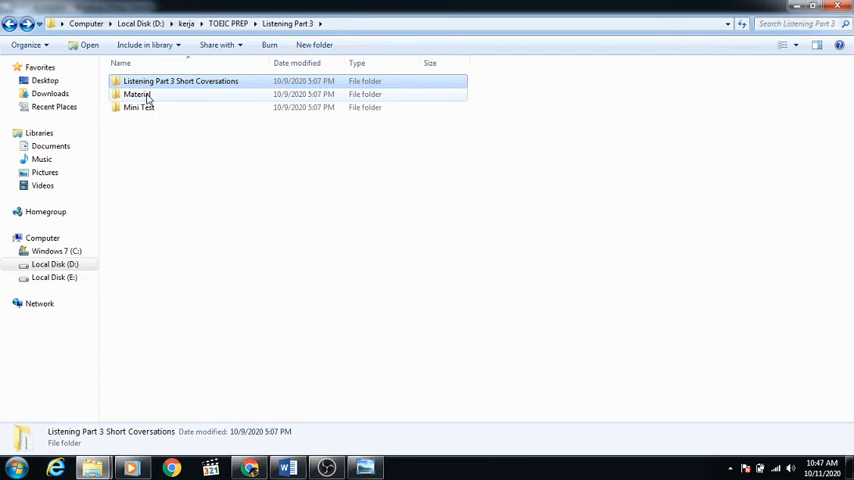 Computer Local Disk (D:) kerja TOEIC PREP Listening Part 3 Search Listening Part 3
Organize Open Include in library Share with Burn New folder
Name Date modified Type Size
Favorites
Desktop
Downloads
Recent Places
Libraries
Documents
Music
Pictures
Videos
Homegroup
Computer
Windows 7 (C:)
Local Disk (D:)
Local Disk (E:)
Network
Listening Part 3 Short Coversations 10/9/2020 5:07 PM File folder
Material 10/9/2020 5:07 PM File folder
Mini Test 10/9/2020 5:07 PM File folder
Listening Part 3 Short Coversations Date modified: 10/9/2020 5:07 PM
File folder
321
10:47 AM
10/11/2020